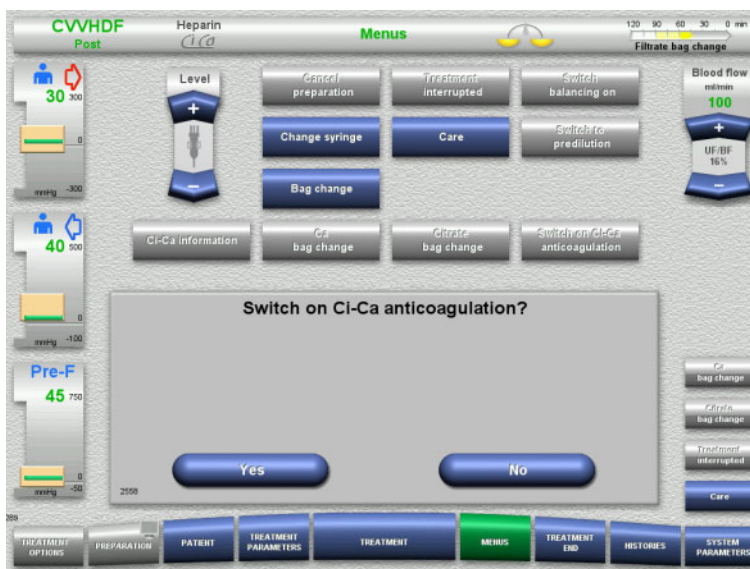 CVVHDF
Post
Heparin
Ci Ca
Menus
120 90 60 30 0 min
Filtrate bag change
30 300
0
mmHg -300
Level
+
−
Cancel
preparation
Treatment
interrupted
Switch
balancing on
Change syringe
Care
Switch to
predilution
Bag change
Blood flow
ml/min
100
+
UF/BF
16%
−
40 500
0
mmHg -100
Ci-Ca information
Ca
bag change
Citrate
bag change
Switch on Ci-Ca
anticoagulation
Switch on Ci-Ca anticoagulation?
Yes
No
2558
Pre-F
45 750
0
mmHg -50
Ca
bag change
Citrate
bag change
Treatment
interrupted
Care
TREATMENT
OPTIONS
PREPARATION
PATIENT
TREATMENT
PARAMETERS
TREATMENT
MENUS
TREATMENT
END
HISTORIES
SYSTEM
PARAMETERS